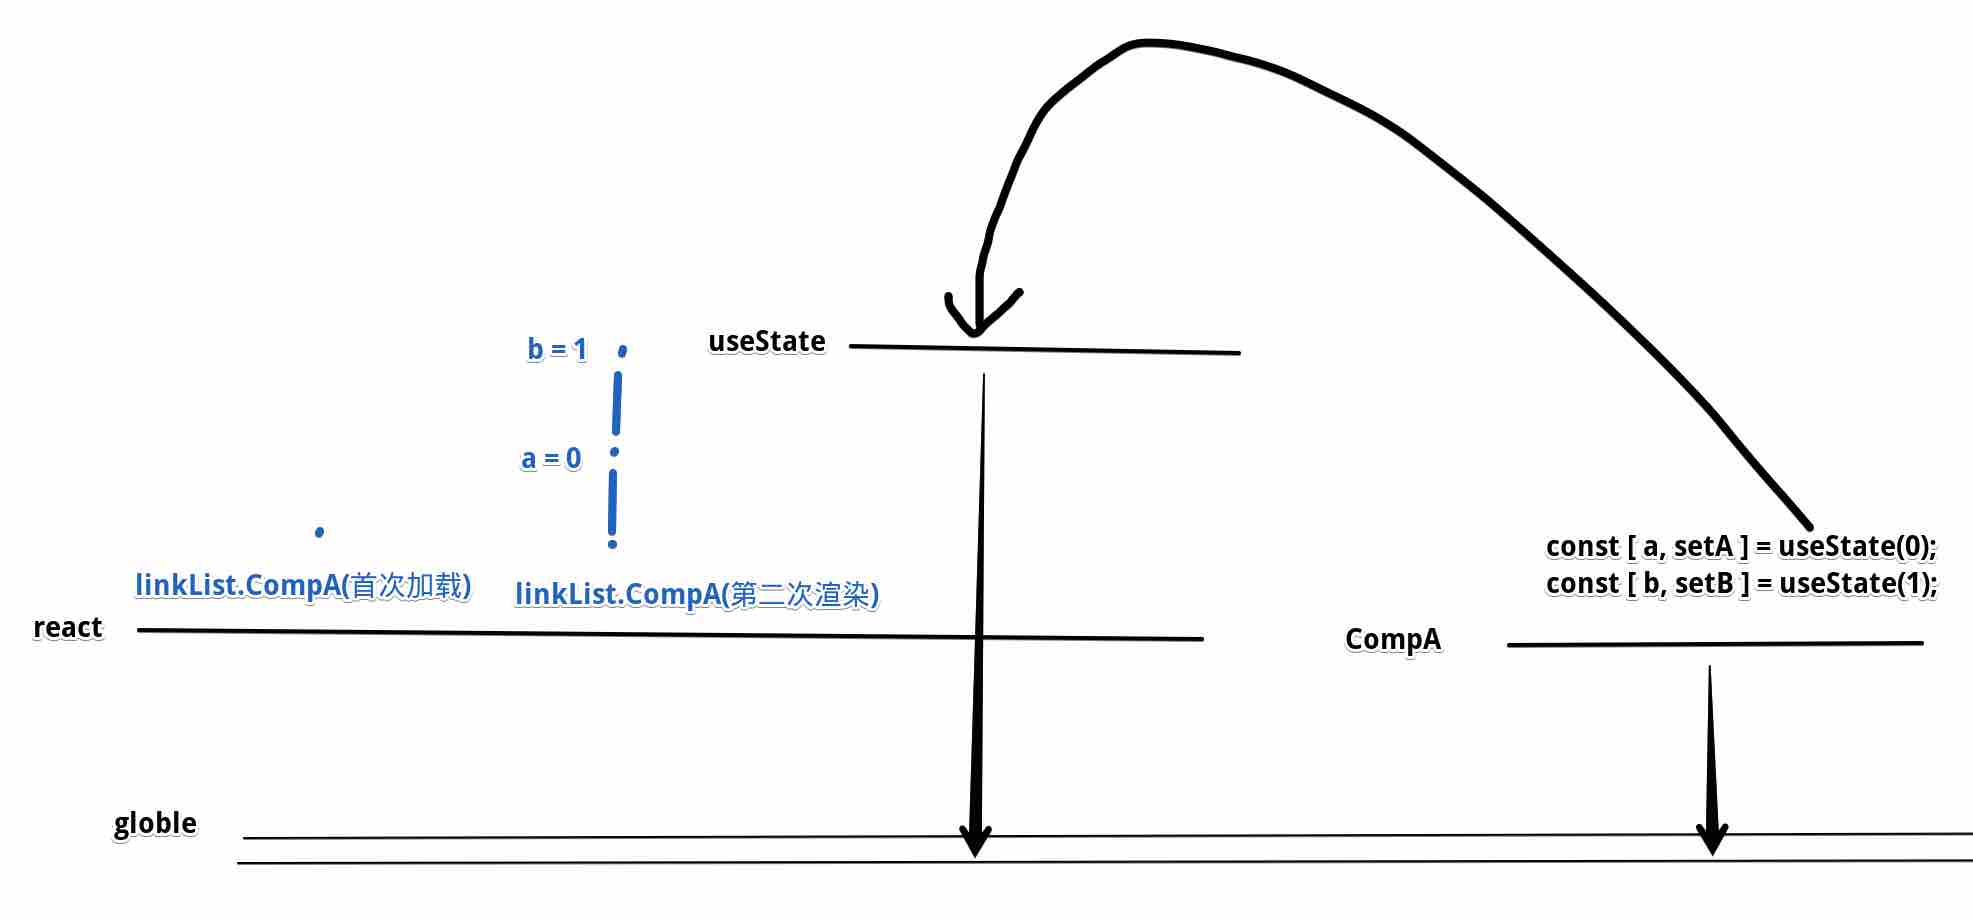 b = 1
useState
a = 0
const [ a, setA ] = useState(0);
const [ b, setB ] = useState(1);
linkList.CompA(首次加载)
linkList.CompA(第二次渲染)
react
CompA
globle